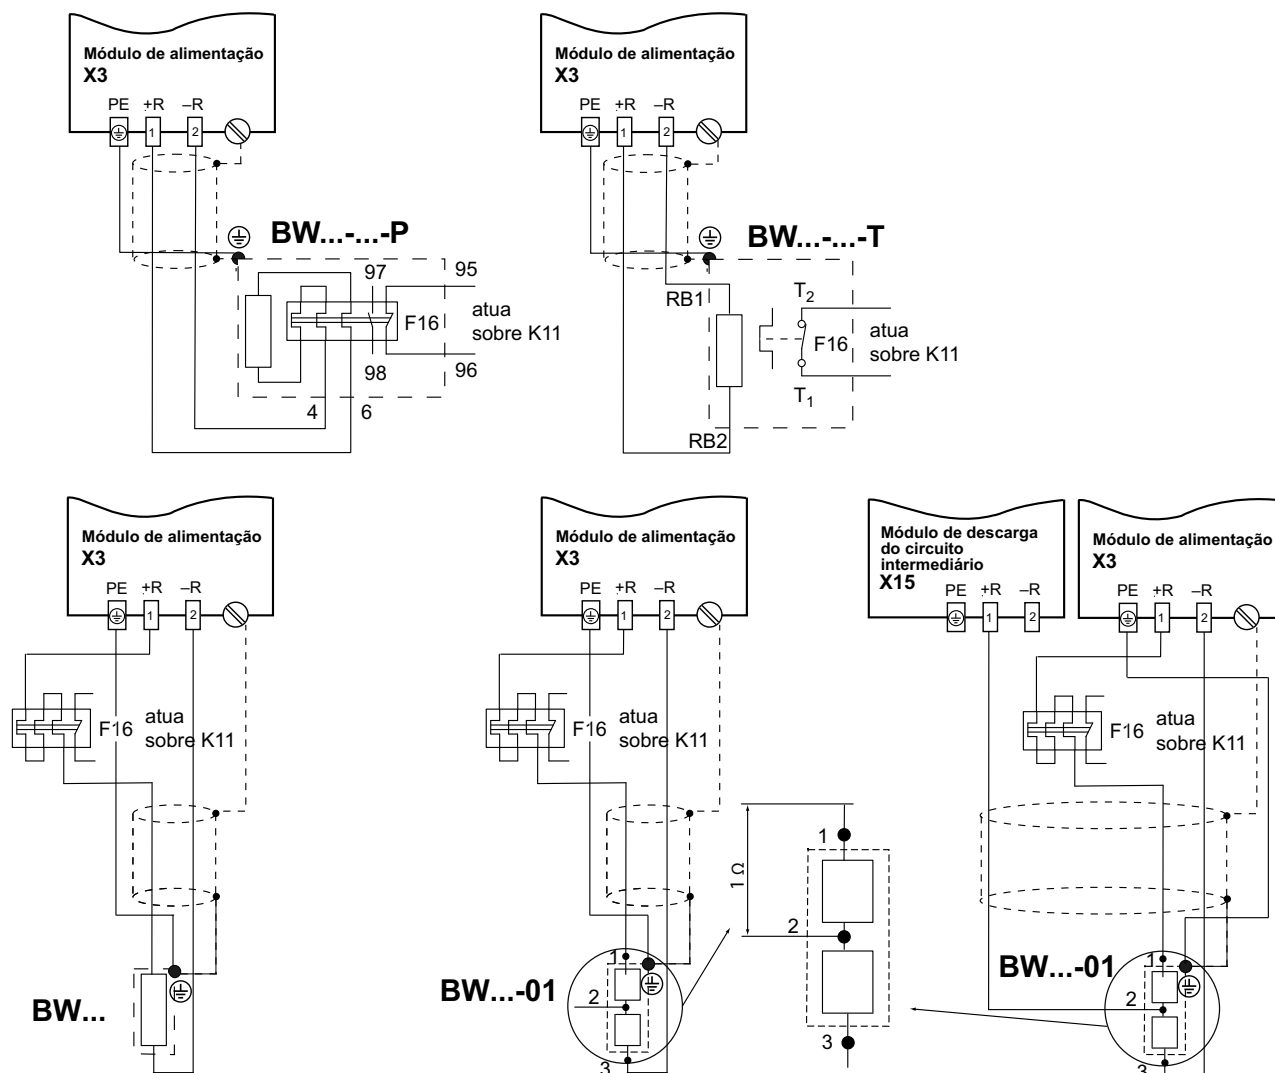 Módulo de alimentação
X3
PE +R –R
1 2
BW...-...-P
97 95
F16
atua
sobre K11
98 96
4 6
Módulo de alimentação
X3
PE +R –R
1 2
BW...-...-T
RB1
T2
F16
atua
sobre K11
T1
RB2
Módulo de alimentação
X3
PE +R –R
1 2
F16
atua
sobre K11
BW...
Módulo de alimentação
X3
PE +R –R
1 2
F16
atua
sobre K11
BW...-01
1
2
3
1 Ω
1
2
3
Módulo de descarga
do circuito
intermediário
X15
PE +R –R
1 2
Módulo de alimentação
X3
PE +R –R
1 2
F16
atua
sobre K11
BW...-01
1
2
3